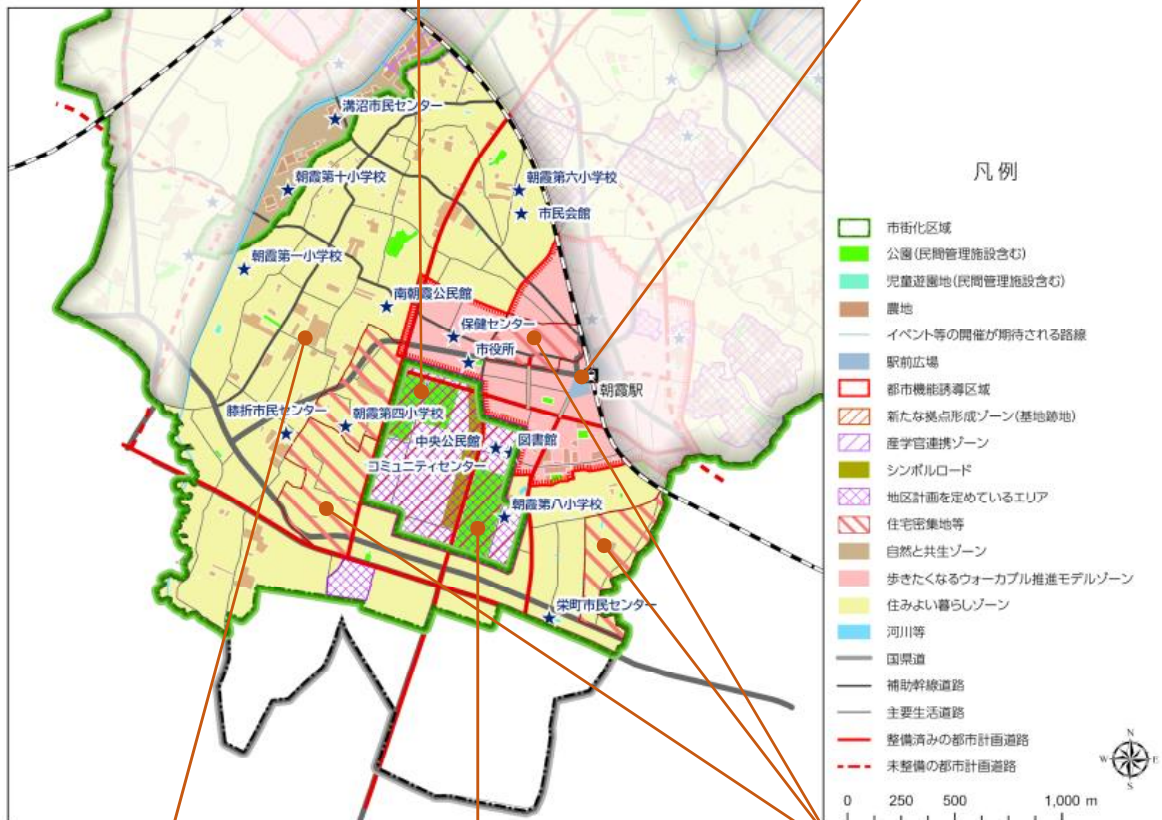 溝沼市民センター
朝霞第十小学校
朝霞第六小学校
市民会館
朝霞第一小学校
南朝霞公民館
保健センター
市役所
朝霞駅
膝折市民センター
朝霞第四小学校
中央公民館
図書館
コミュニティセンター
朝霞第八小学校
栄町市民センター
凡例
市街化区域
公園(民間管理施設含む)
児童遊園地(民間管理施設含む)
農地
イベント等の開催が期待される路線
駅前広場
都市機能誘導区域
新たな拠点形成ゾーン(基地跡地)
産学官連携ゾーン
シンボルロード
地区計画を定めているエリア
住宅密集地等
自然と共生ゾーン
歩きたくなるウォーカブル推進モデルゾーン
住みよい暮らしゾーン
河川等
国県道
補助幹線道路
主要生活道路
整備済みの都市計画道路
未整備の都市計画道路
N
W E
S
0 250 500 1,000 m